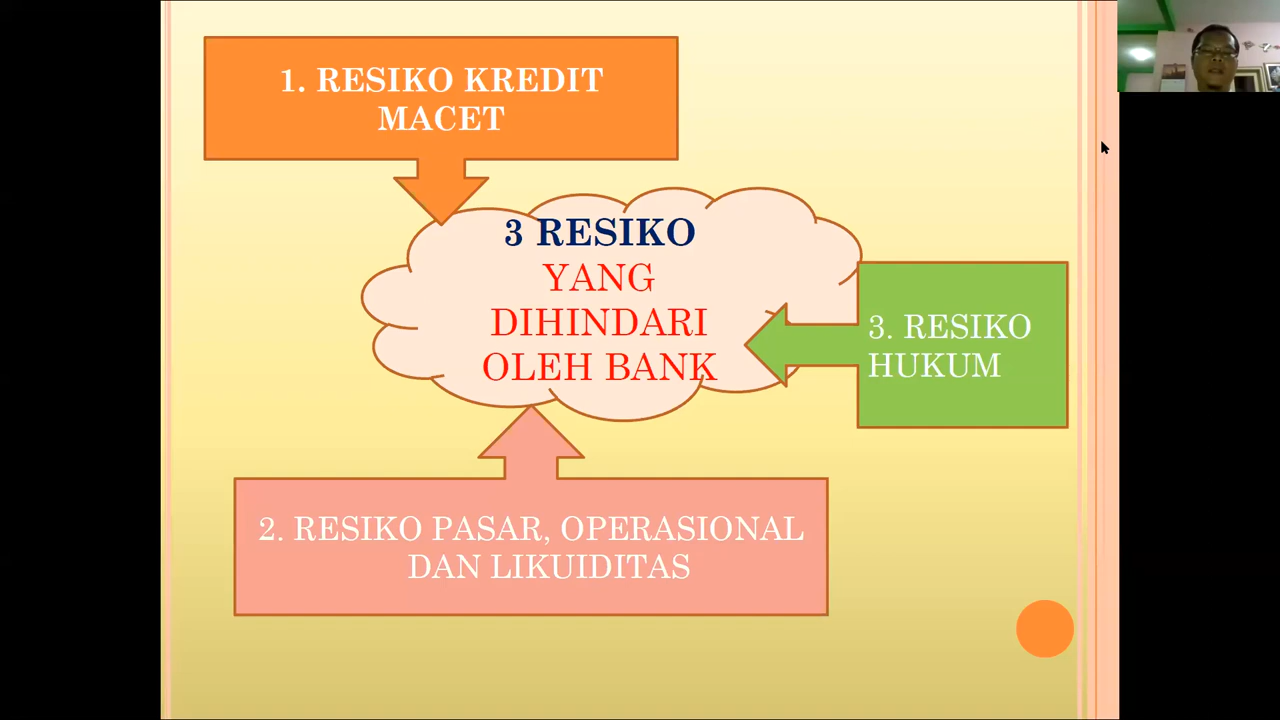 1. RESIKO KREDIT
MACET
3 RESIKO
YANG
DIHINDARI
OLEH BANK
3. RESIKO
HUKUM
2. RESIKO PASAR, OPERASIONAL
DAN LIKUIDITAS